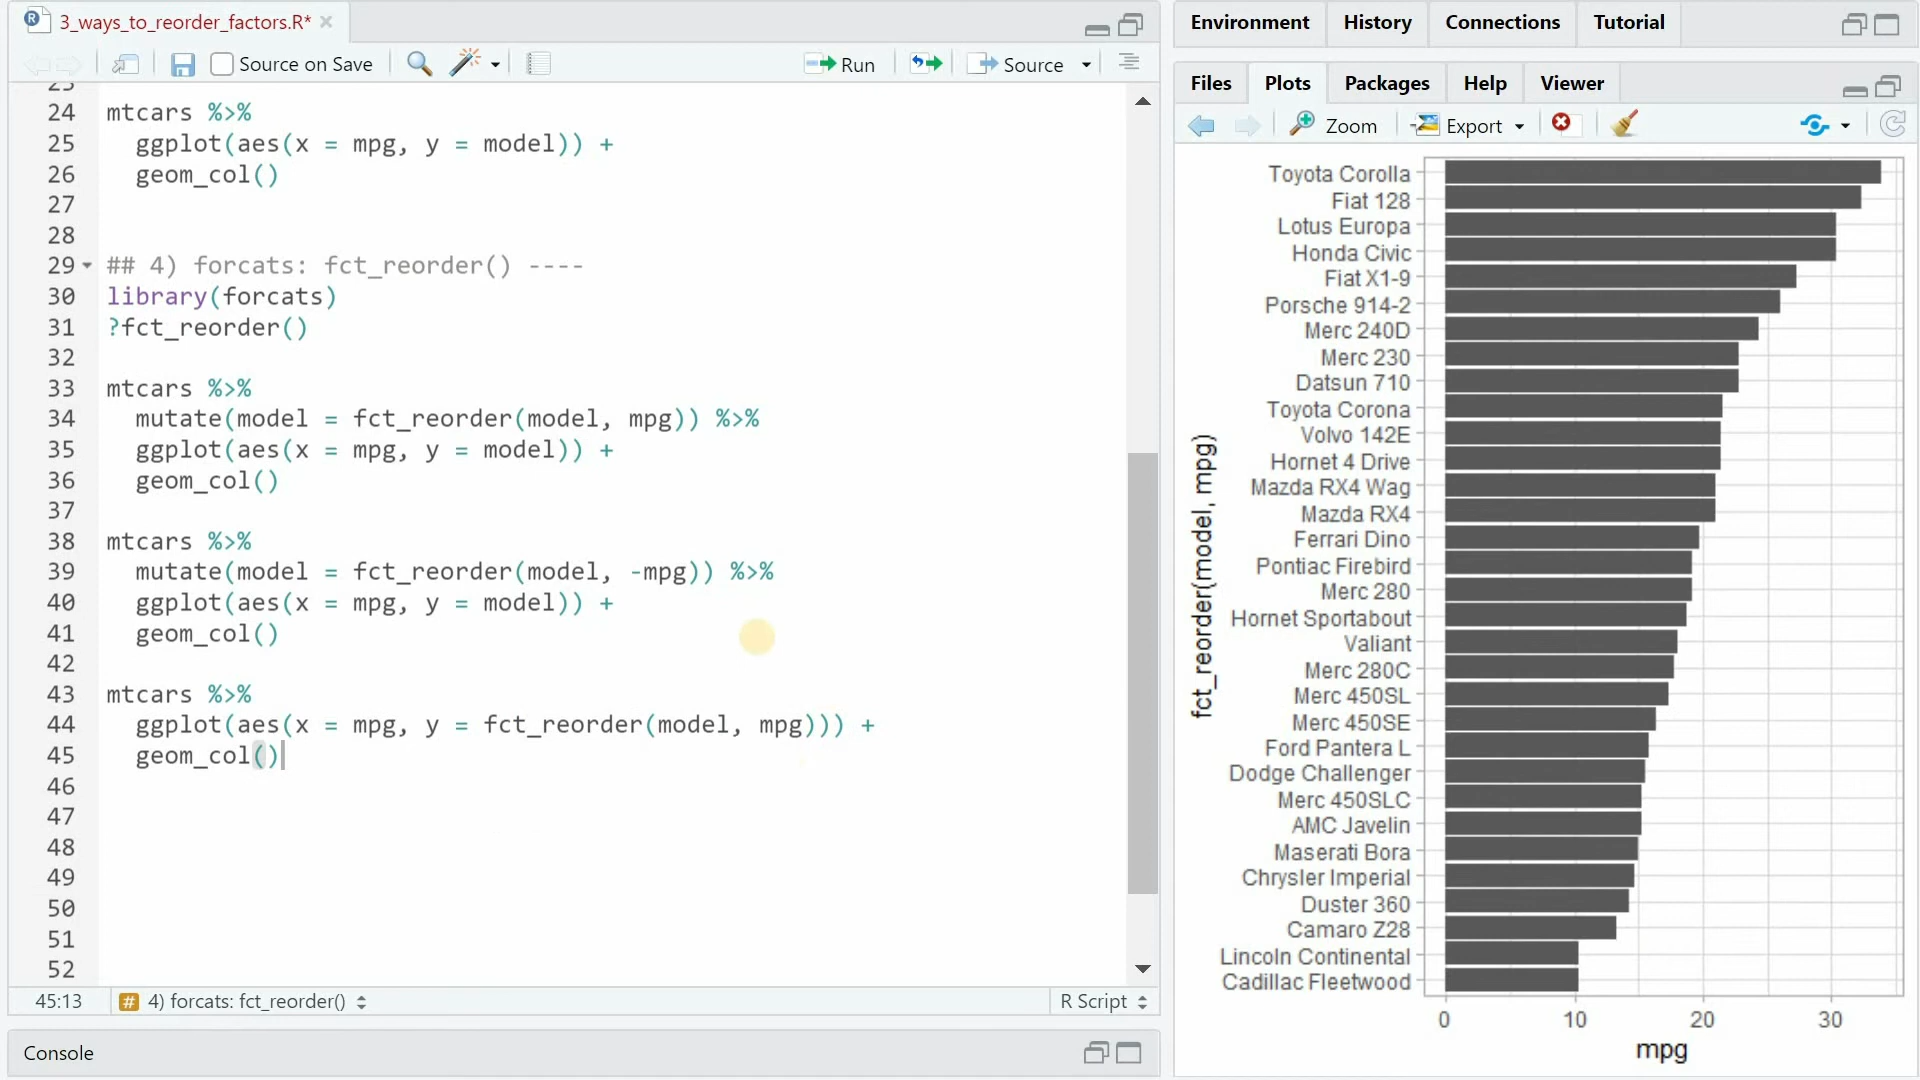 3_ways_to_reorder_factors.R*
Source on Save
Run
Source
24 mtcars %>%
25 ggplot(aes(x = mpg, y = model)) +
26 geom_col()
27
28
29 ## 4) forcats: fct_reorder() ----
30 library(forcats)
31 ?fct_reorder()
32
33 mtcars %>%
34 mutate(model = fct_reorder(model, mpg)) %>%
35 ggplot(aes(x = mpg, y = model)) +
36 geom_col()
37
38 mtcars %>%
39 mutate(model = fct_reorder(model, -mpg)) %>%
40 ggplot(aes(x = mpg, y = model)) +
41 geom_col()
42
43 mtcars %>%
44 ggplot(aes(x = mpg, y = fct_reorder(model, mpg))) +
45 geom_col()
46
47
48
49
50
51
52
45:13 # 4) forcats: fct_reorder() R Script
Console
Environment History Connections Tutorial
Files Plots Packages Help Viewer
Zoom Export
fct_reorder(model, mpg)
Toyota Corolla
Fiat 128
Lotus Europa
Honda Civic
Fiat X1-9
Porsche 914-2
Merc 240D
Merc 230
Datsun 710
Toyota Corona
Volvo 142E
Hornet 4 Drive
Mazda RX4 Wag
Mazda RX4
Ferrari Dino
Pontiac Firebird
Merc 280
Hornet Sportabout
Valiant
Merc 280C
Merc 450SL
Merc 450SE
Ford Pantera L
Dodge Challenger
Merc 450SLC
AMC Javelin
Maserati Bora
Chrysler Imperial
Duster 360
Camaro Z28
Lincoln Continental
Cadillac Fleetwood
0 10 20 30
mpg